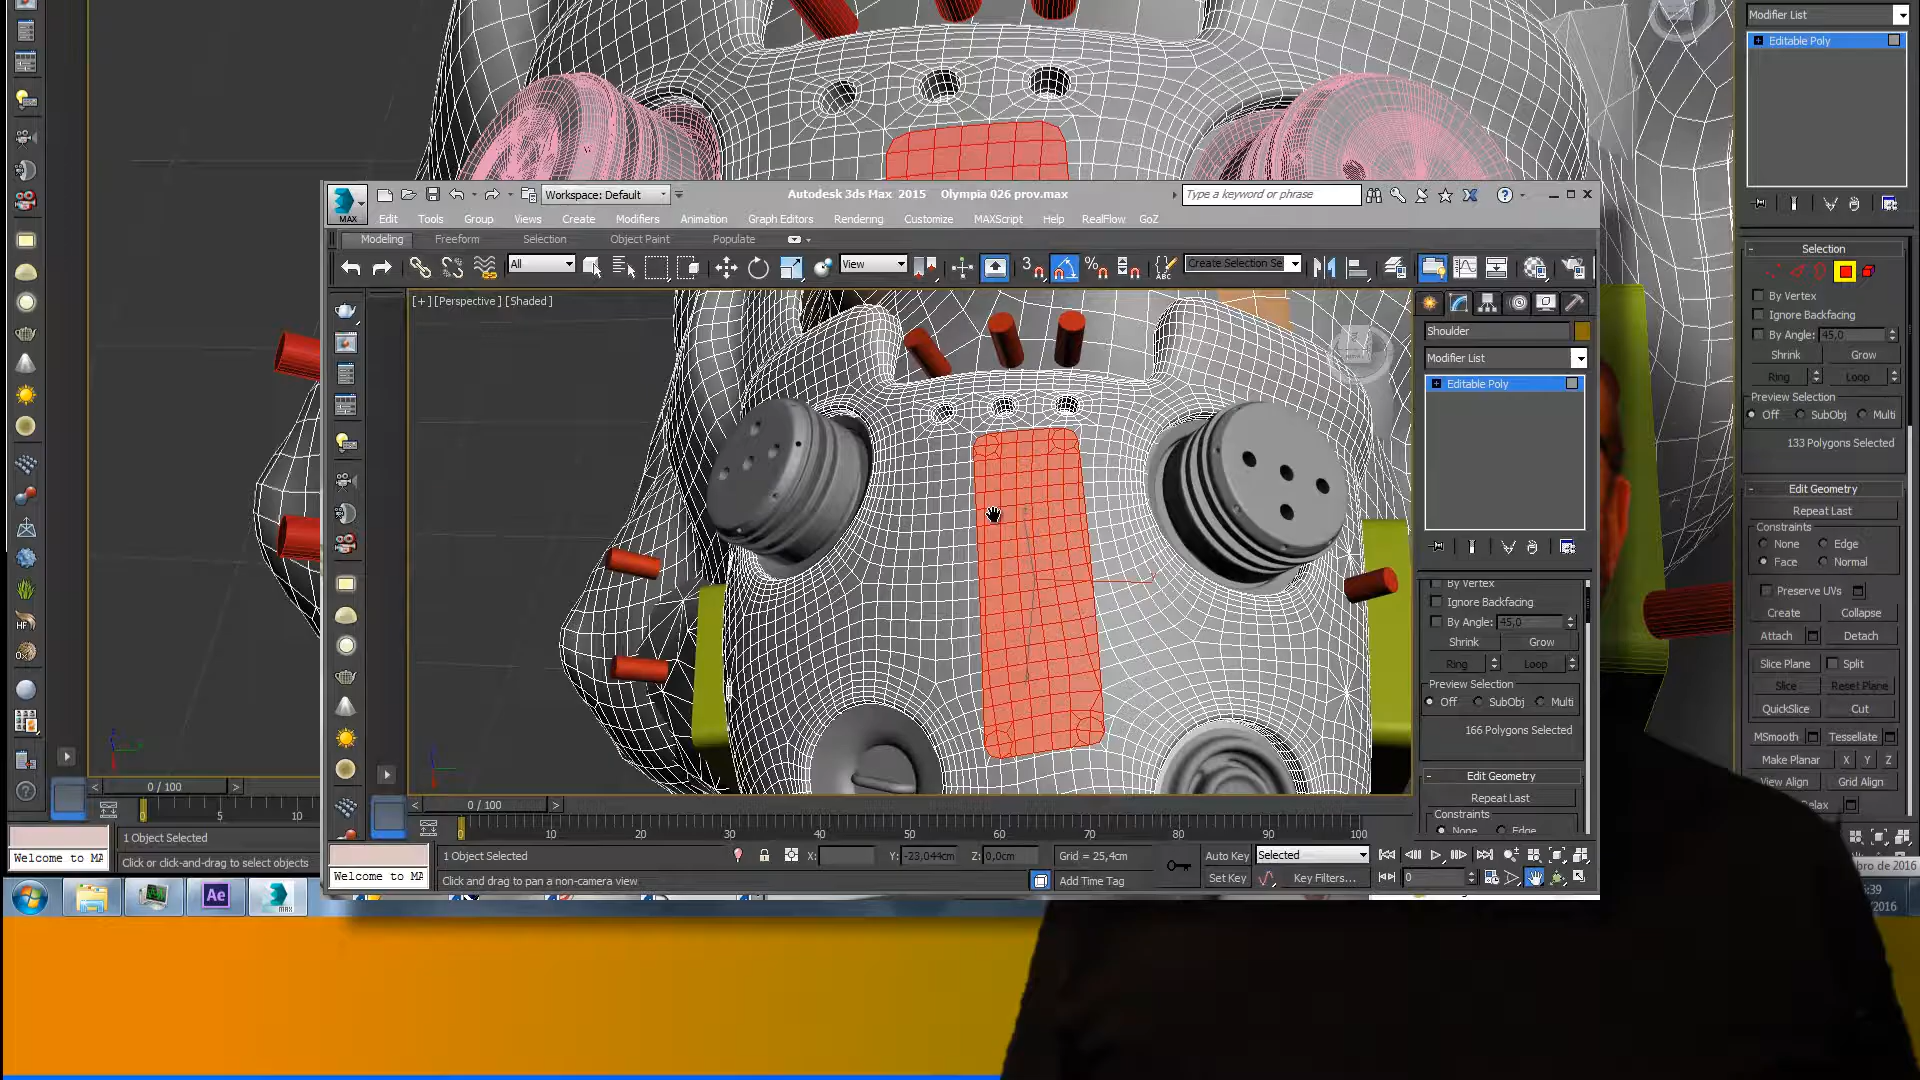 Modifier List
Editable Poly
Workspace: Default
Autodesk 3ds Max 2015 Olympia 026 prov.max
Type a keyword or phrase
MAX
Edit Tools Group Views Create Modifiers Animation Graph Editors Rendering Customize MAXScript Help RealFlow GoZ
Modeling Freeform Selection Object Paint Populate
All
View
Create Selection Se
[+] [Perspective] [Shaded]
Shoulder
Modifier List
Editable Poly
By Vertex
Ignore Backfacing
By Angle: 45,0
Shrink Grow
Ring Loop
Preview Selection
Off SubObj Multi
166 Polygons Selected
Edit Geometry
Repeat Last
Constraints
None Edge
Selection
By Vertex
Ignore Backfacing
By Angle: 45,0
Shrink Grow
Ring Loop
Preview Selection
Off SubObj Multi
133 Polygons Selected
Edit Geometry
Repeat Last
Constraints
None Edge
Face Normal
Preserve UVs
Create Collapse
Attach Detach
Slice Plane Split
Slice Reset Plane
QuickSlice Cut
MSmooth Tessellate
Make Planar X Y Z
View Align Grid Align
0 / 100
0 5 10
1 Object Selected
Welcome to MA
Click or click-and-drag to select objects
0 / 100
0 10 20 30 40 50 60 70 80 90 100
1 Object Selected
X: Y: -23,044cm Z: 0,0cm Grid = 25,4cm
Auto Key Selected
Welcome to MA
Click and drag to pan a non-camera view
Add Time Tag
Set Key Key Filters... 0
Ae
MAX
bro de 2016
:39
/2016